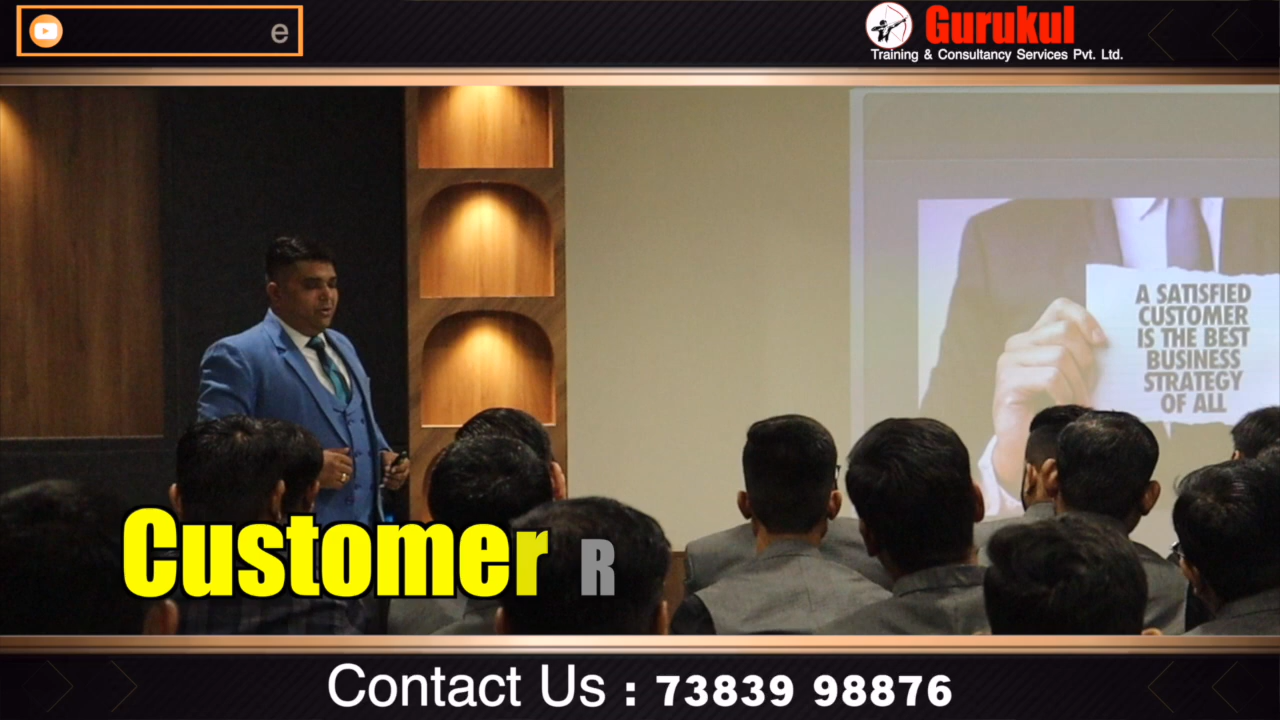 e
Gurukul
Training & Consultancy Services Pvt. Ltd.
A SATISFIED
CUSTOMER
IS THE BEST
BUSINESS
STRATEGY
OF ALL
Customer R
Contact Us : 73839 98876